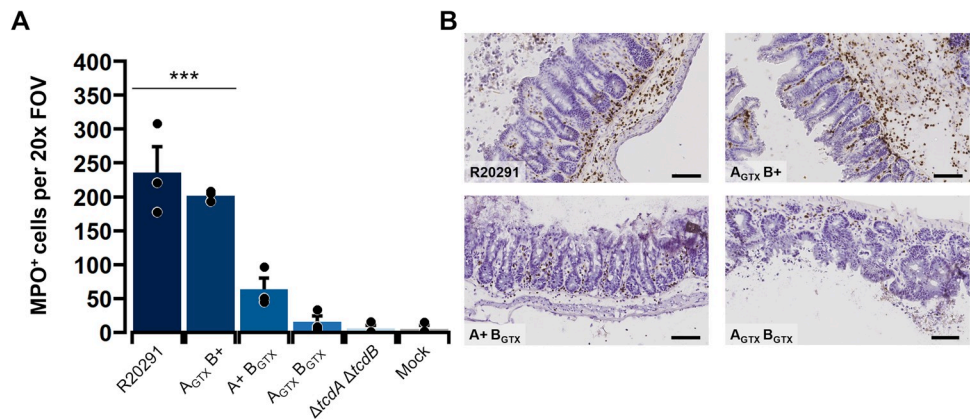 A
MPO⁺ cells per 20x FOV
400
350
300
250
200
150
100
50
0
***
R20291
A_GTX B+
A+ B_GTX
A_GTX B_GTX
ΔtcdA ΔtcdB
Mock
B
R20291
A_GTX B+
A+ B_GTX
A_GTX B_GTX